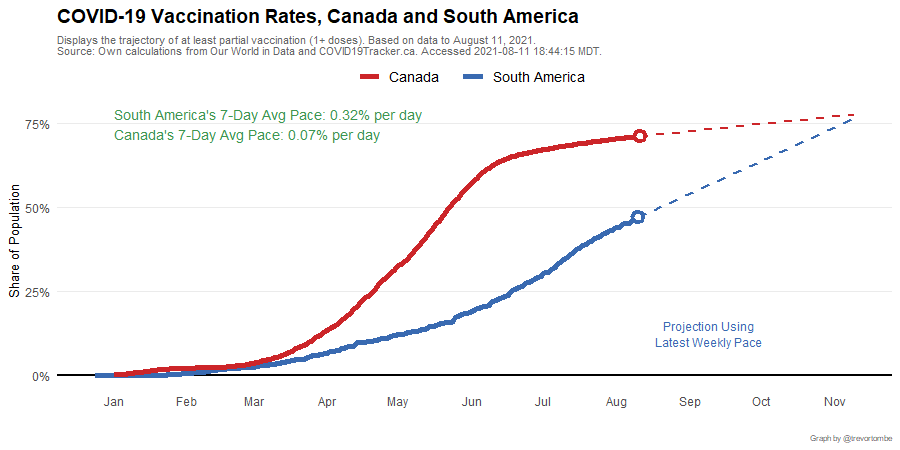 COVID-19 Vaccination Rates, Canada and South America
Displays the trajectory of at least partial vaccination (1+ doses). Based on data to August 11, 2021.
Source: Own calculations from Our World in Data and COVID19Tracker.ca. Accessed 2021-08-11 18:44:15 MDT.
Canada South America
South America's 7-Day Avg Pace: 0.32% per day
Canada's 7-Day Avg Pace: 0.07% per day
Share of Population
75%
50%
25%
0%
Projection Using
Latest Weekly Pace
Jan Feb Mar Apr May Jun Jul Aug Sep Oct Nov
Graph by @trevortombe